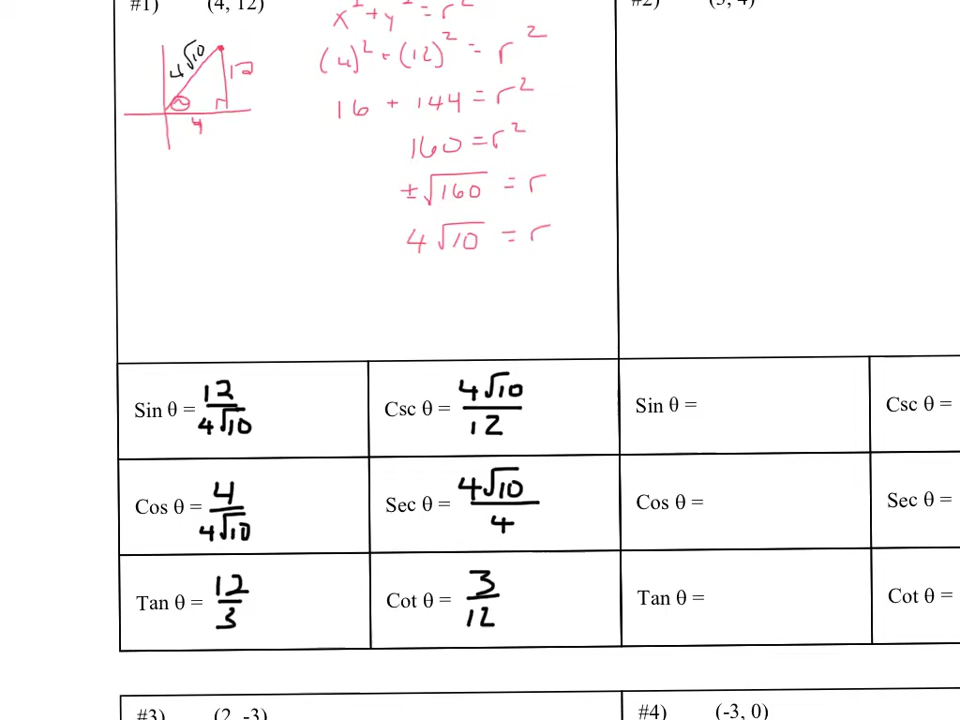 #1) (4, 12)
x² + y² = r²
(4)² + (12)² = r²
16 + 144 = r²
160 = r²
±√160 = r
4√10 = r
4√10
12
θ
4
#2)
Sin θ = 12/4√10
Csc θ = 4√10/12
Sin θ =
Csc θ =
Cos θ = 4/4√10
Sec θ = 4√10/4
Cos θ =
Sec θ =
Tan θ = 12/3
Cot θ = 3/12
Tan θ =
Cot θ =
#3) (2, -3)
#4) (-3, 0)